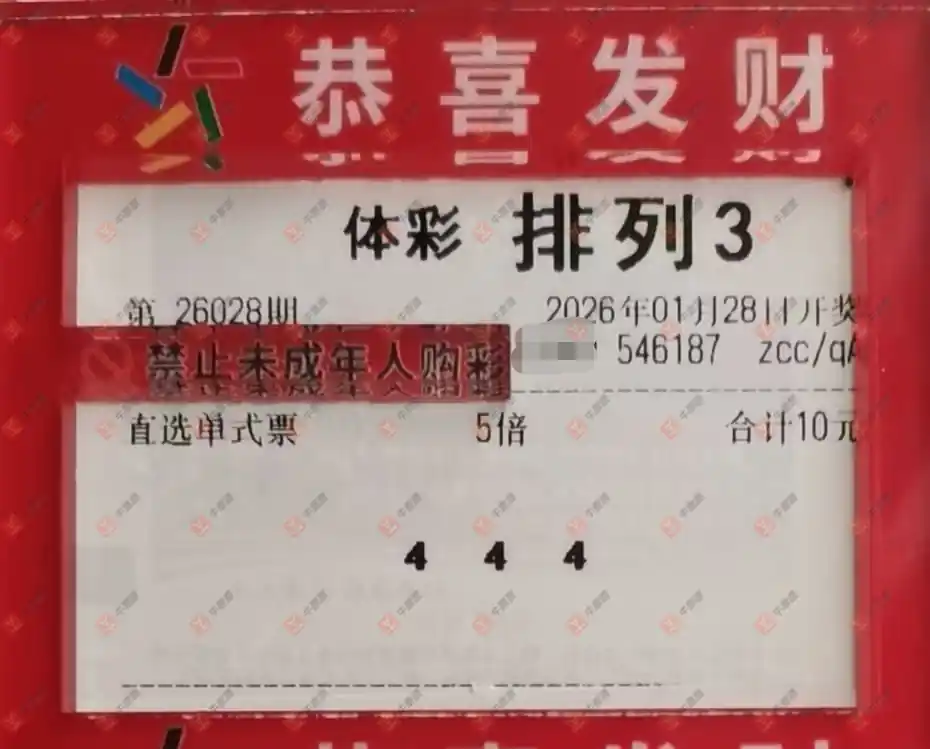 恭喜发财
体彩 排列3
第 26028期 2026年01月28日开奖
禁止未成年人购彩 546187 zcc/qA
直选单式票 5倍 合计10元
4 4 4